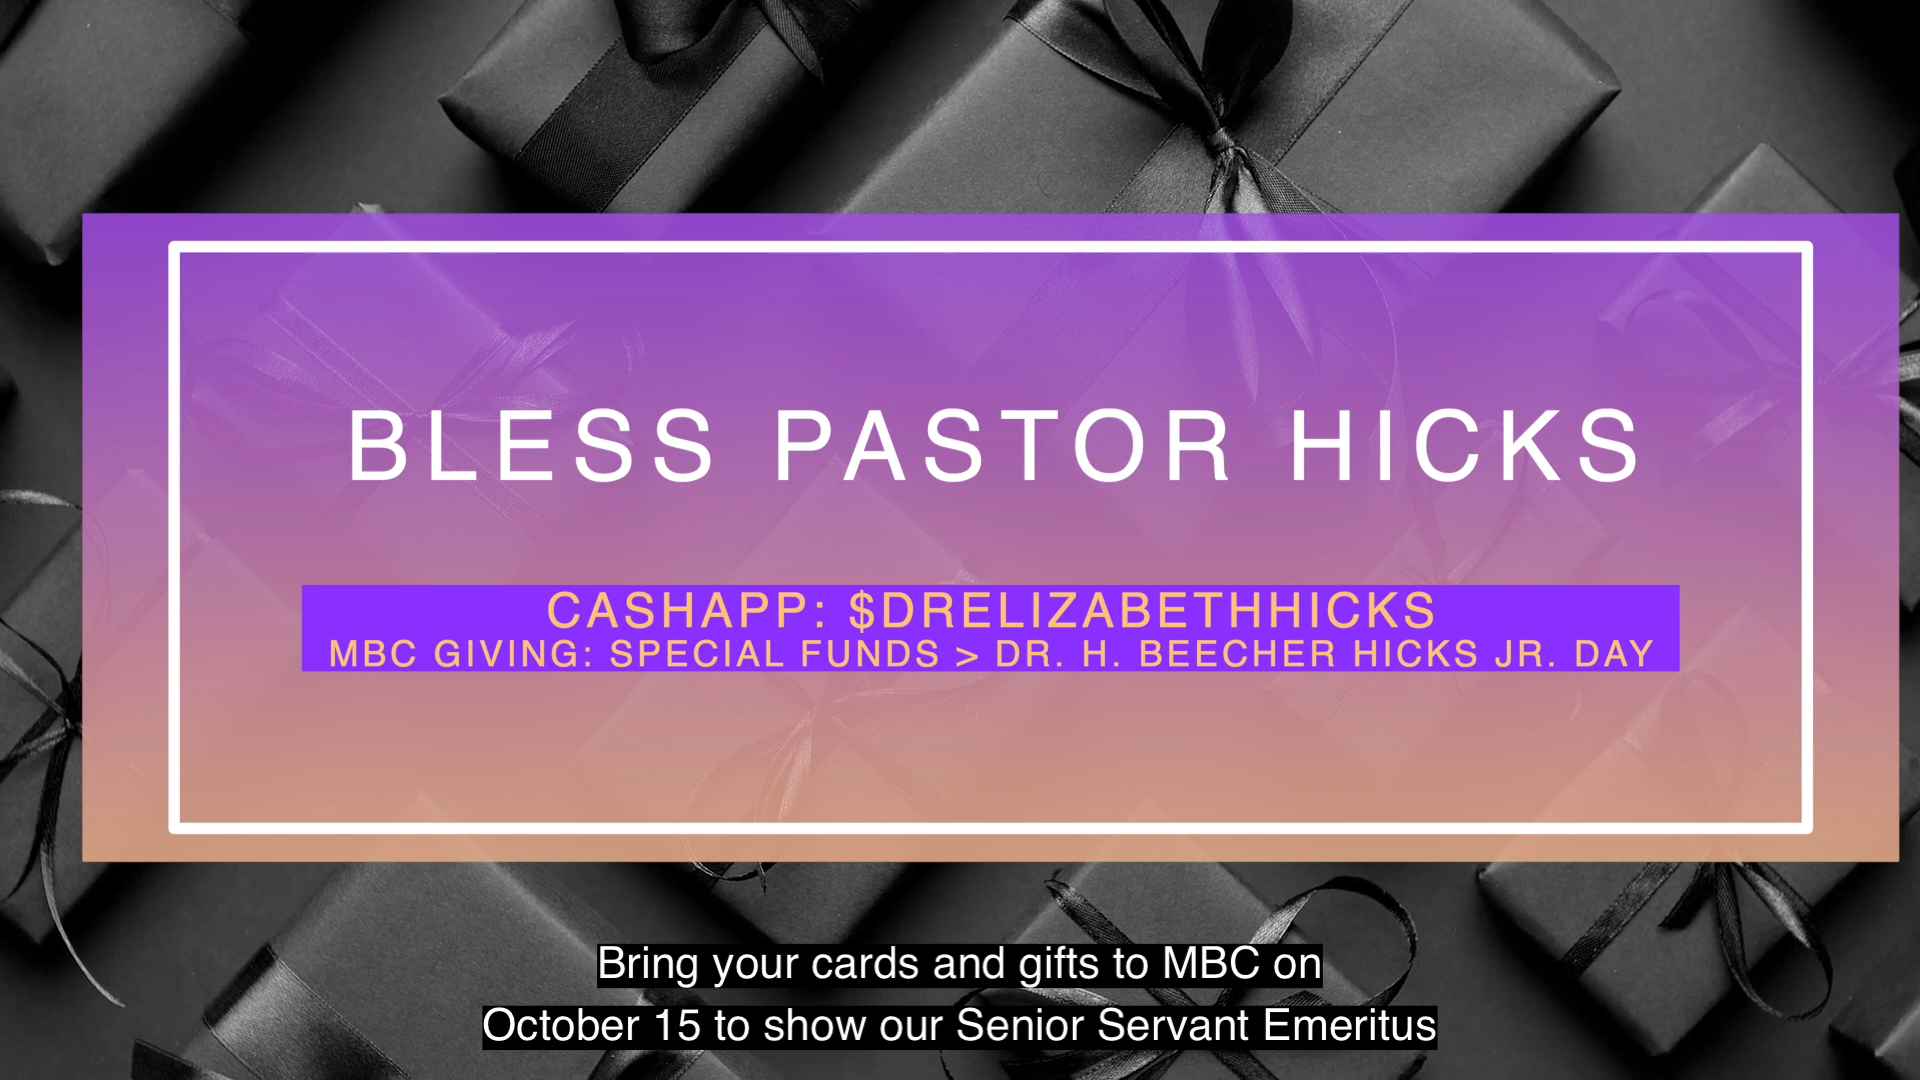 BLESS PASTOR HICKS
CASHAPP: $DRELIZABETHHICKS
MBC GIVING: SPECIAL FUNDS > DR. H. BEECHER HICKS JR. DAY
Bring your cards and gifts to MBC on
October 15 to show our Senior Servant Emeritus